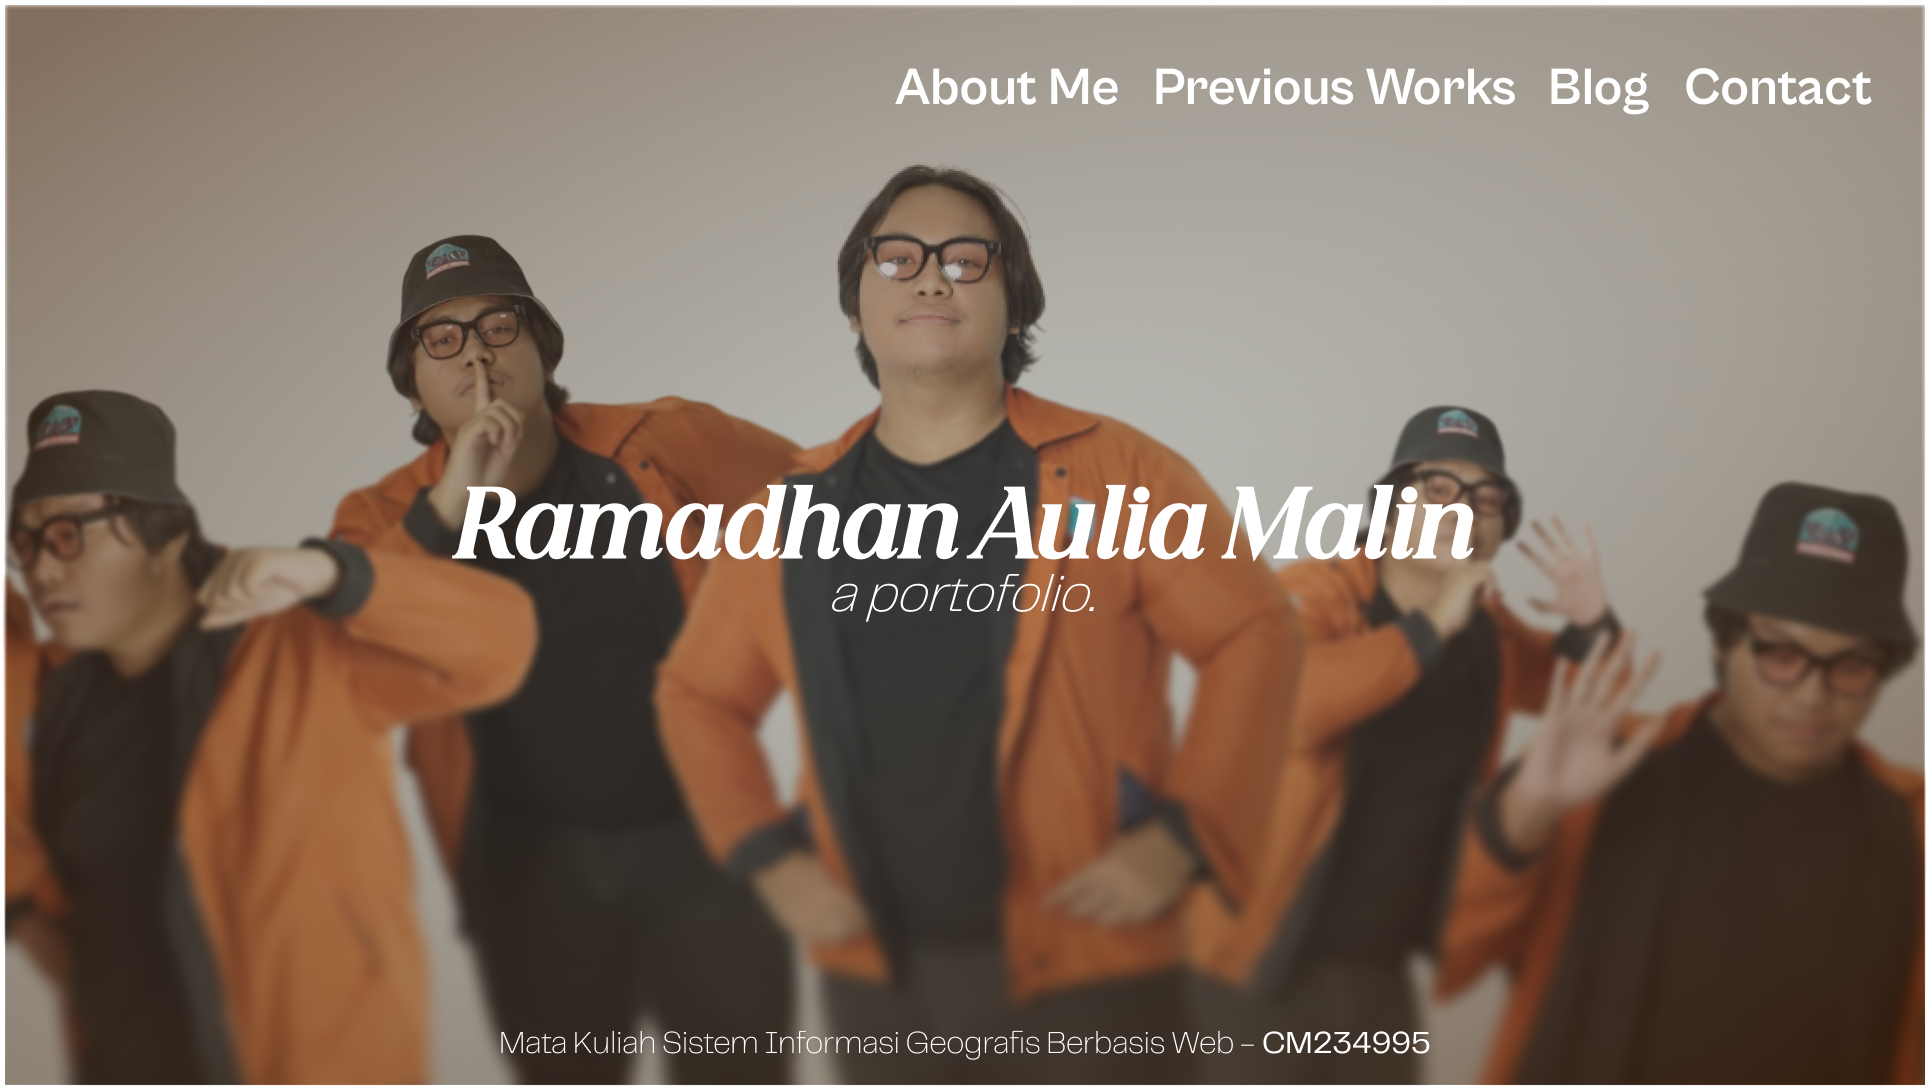 About Me Previous Works Blog Contact
Ramadhan Aulia Malin
a portofolio.
Mata Kuliah Sistem Informasi Geografis Berbasis Web – CM234995